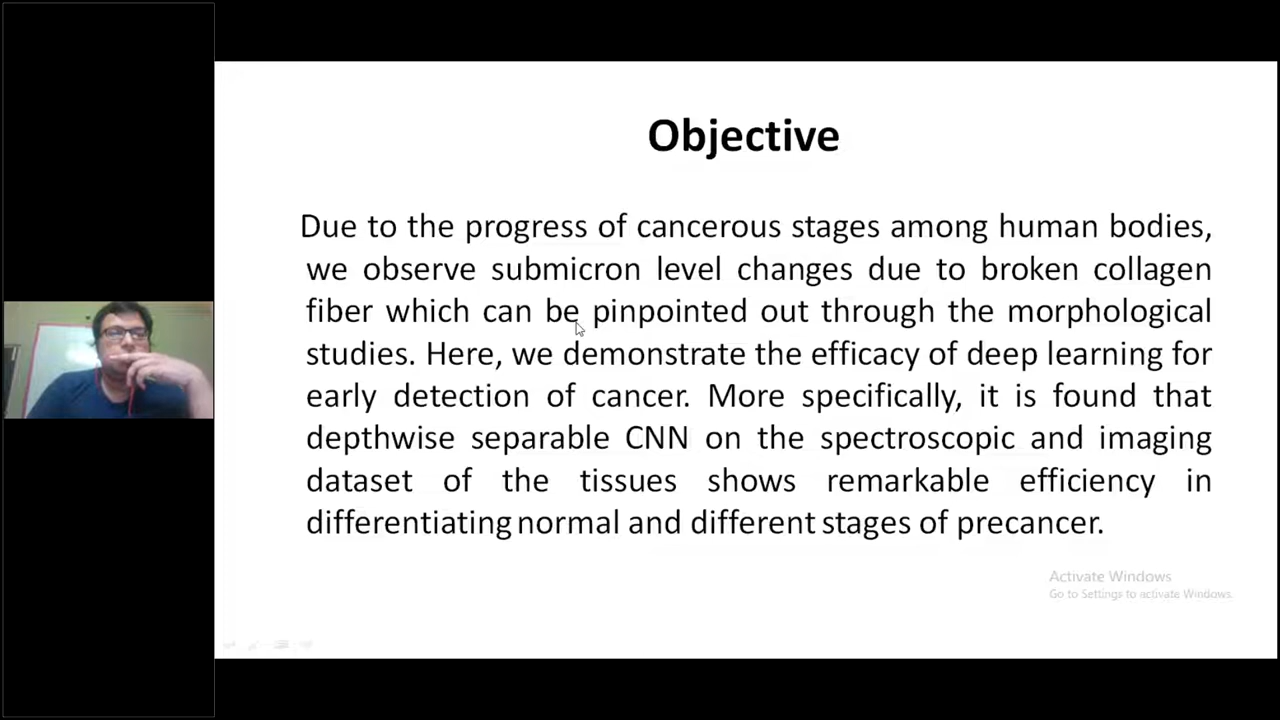 Objective
Due to the progress of cancerous stages among human bodies,
we observe submicron level changes due to broken collagen
fiber which can be pinpointed out through the morphological
studies. Here, we demonstrate the efficacy of deep learning for
early detection of cancer. More specifically, it is found that
depthwise separable CNN on the spectroscopic and imaging
dataset of the tissues shows remarkable efficiency in
differentiating normal and different stages of precancer.
Activate Windows
Go to Settings to activate Windows.